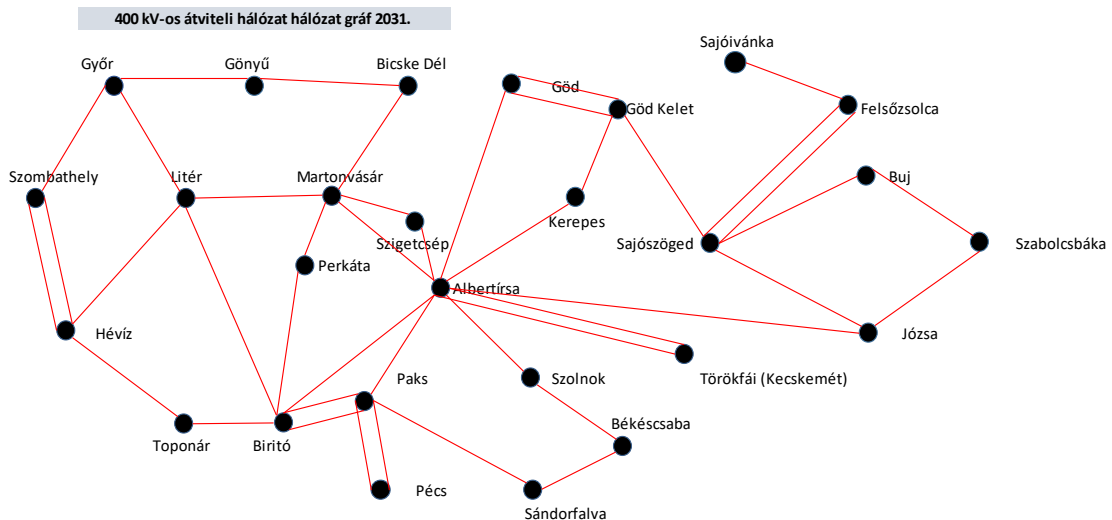 400 kV-os átviteli hálózat hálózat gráf 2031.
Sajóivánka
Győr
Gönyű
Bicske Dél
Göd
Göd Kelet
Felsőzsolca
Szombathely
Litér
Martonvásár
Buj
Kerepes
Szigetcsép
Sajószöged
Szabolcsbáka
Perkáta
Albertírsa
Hévíz
Józsa
Paks
Szolnok
Törökfái (Kecskemét)
Békéscsaba
Toponár
Biritó
Pécs
Sándorfalva